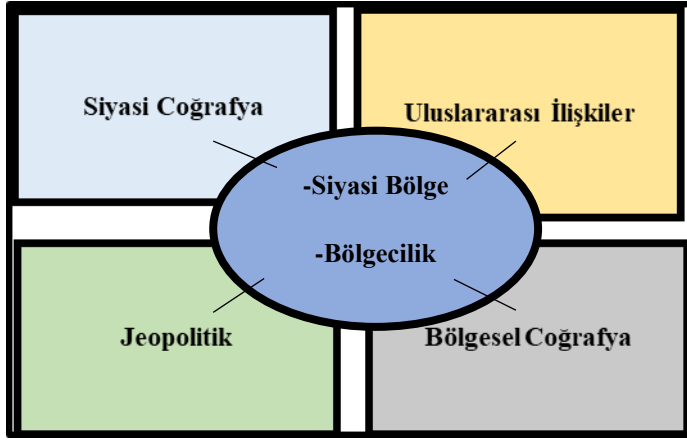 Siyasi Coğrafya
Uluslararası İlişkiler
-Siyasi Bölge
-Bölgecilik
Jeopolitik
Bölgesel Coğrafya